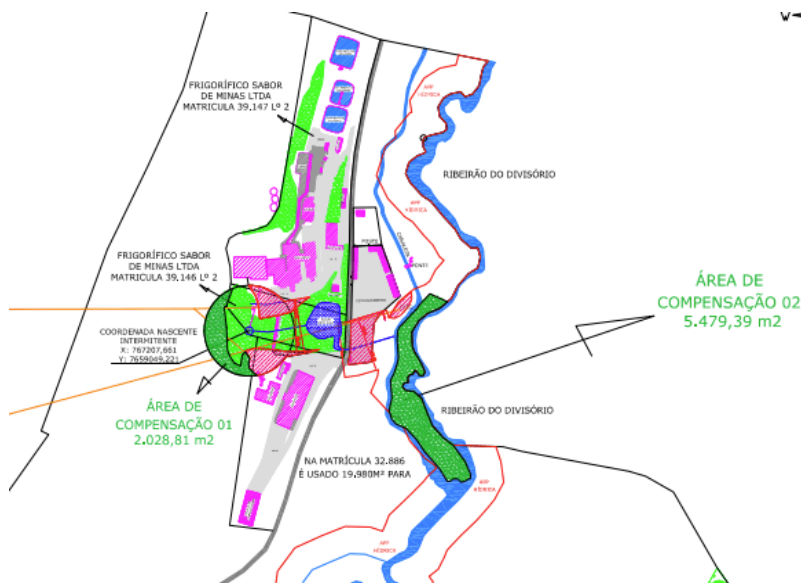 W
FRIGORÍFICO SABOR
DE MINAS LTDA
MATRICULA 39.147 Lº 2
APP
HÍDRICA
RIBEIRÃO DO DIVISÓRIO
APP
HÍDRICA
FRIGORÍFICO SABOR
DE MINAS LTDA
MATRICULA 39.146 Lº 2
ÁREA DE
COMPENSAÇÃO 02
5.479,39 m2
COORDENADA NASCENTE
INTERMITENTE
X: 767207,661
Y: 7659049,221
ÁREA DE
COMPENSAÇÃO 01
2.028,81 m2
RIBEIRÃO DO DIVISÓRIO
NA MATRÍCULA 32.886
É USADO 19.980M² PARA
APP
HÍDRICA
APP
HÍDRICA